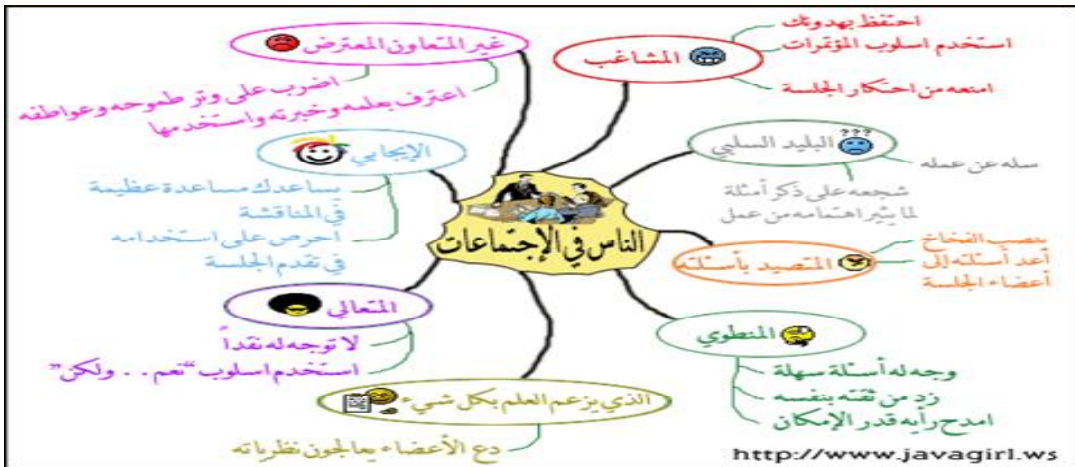 الناس في الإجتماعات
المشاغب
احتفظ بهدوئك
استخدم اسلوب المؤتمرات
امنعه من احتكار الجلسة
البليد السلبي
???
سله عن عمله
شجعه على ذكر أمثلة
لما يثير اهتمامه من عمل
المتصيد بأسئلته
ينصب الفخاخ
أعد أسئلته إلى
أعضاء الجلسة
المنطوي
وجه له أسئلة سهلة
زد من ثقته بنفسه
امدح رأيه قدر الإمكان
الذي يزعم العلم بكل شيء
دع الأعضاء يعالجون نظرياته
المتعالي
لا توجه له نقداً
استخدم اسلوب "نعم . . ولكن"
الإيجابي
يساعدك مساعدة عظيمة
في المناقشة
احرص على استخدامه
في تقدم الجلسة
غير المتعاون المعترض
اضرب على وتر طموحه وعواطفه
اعترف بعلمه وخبرته واستخدمها
http://www.javagirl.ws